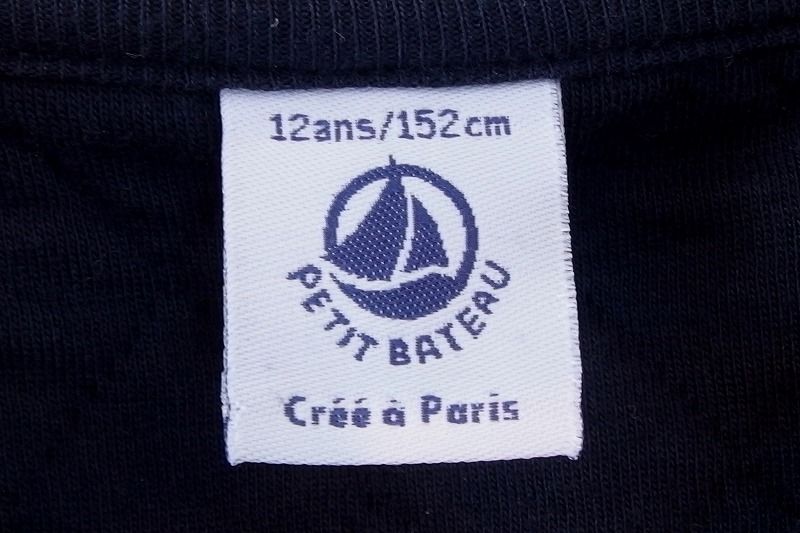 12ans/152cm
PETIT BATEAU
Créé à Paris